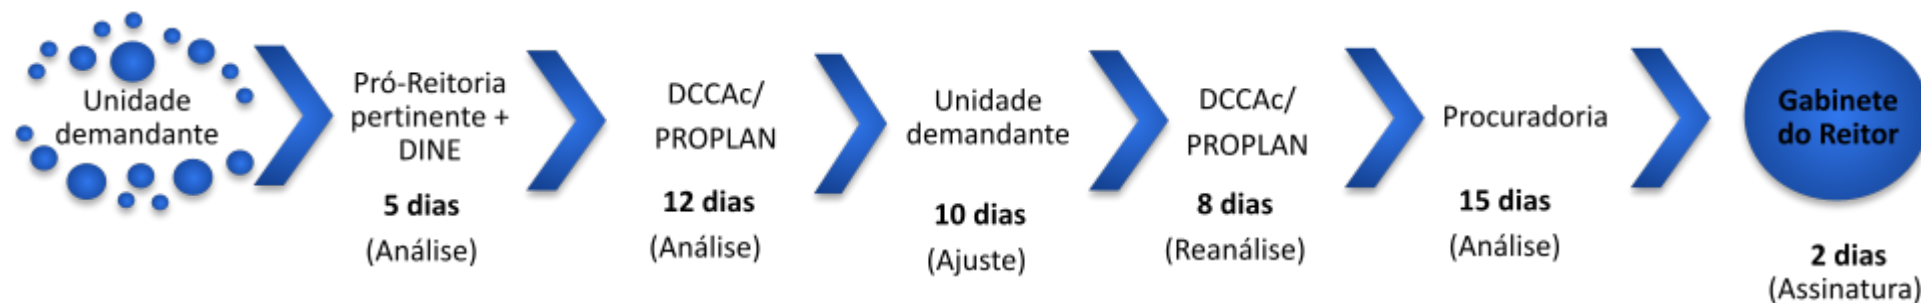 Unidade
demandante
Pró-Reitoria
pertinente +
DINE
5 dias
(Análise)
DCCAc/
PROPLAN
12 dias
(Análise)
Unidade
demandante
10 dias
(Ajuste)
DCCAc/
PROPLAN
8 dias
(Reanálise)
Procuradoria
15 dias
(Análise)
Gabinete
do Reitor
2 dias
(Assinatura)